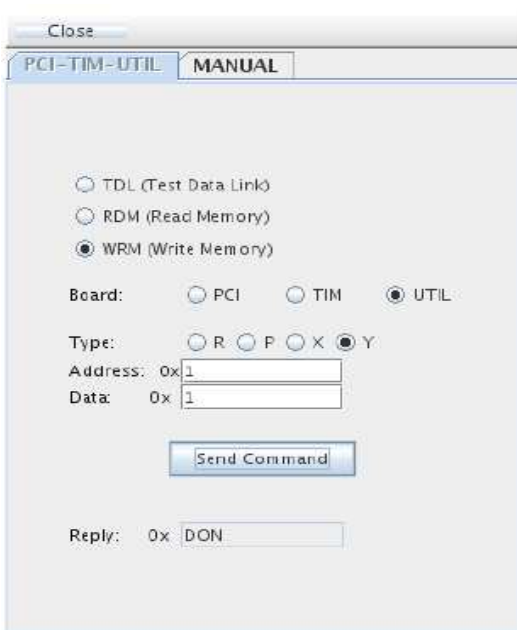 Close
PCI-TIM-UTIL MANUAL
TDL (Test Data Link)
RDM (Read Memory)
WRM (Write Memory)
Board: PCI TIM UTIL
Type: R P X Y
Address: 0x 1
Data: 0x 1
Send Command
Reply: 0x DON